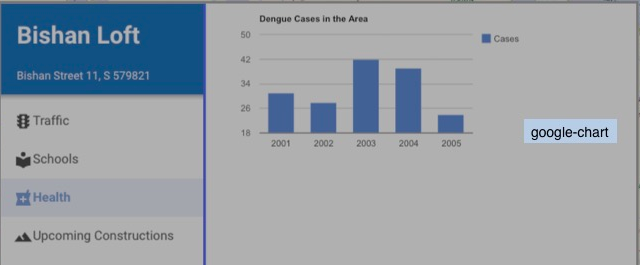 Bishan Loft
Bishan Street 11, S 579821
Traffic
Schools
Health
Upcoming Constructions
Dengue Cases in the Area
50
42
34
26
18
2001 2002 2003 2004 2005
Cases
google-chart